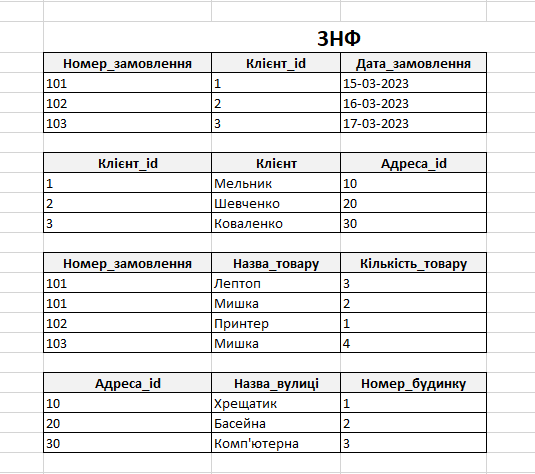 3НФ
Номер_замовлення Клієнт_id Дата_замовлення
101 1 15-03-2023
102 2 16-03-2023
103 3 17-03-2023
Клієнт_id Клієнт Адреса_id
1 Мельник 10
2 Шевченко 20
3 Коваленко 30
Номер_замовлення Назва_товару Кількість_товару
101 Лептоп 3
101 Мишка 2
102 Принтер 1
103 Мишка 4
Адреса_id Назва_вулиці Номер_будинку
10 Хрещатик 1
20 Басейна 2
30 Комп'ютерна 3